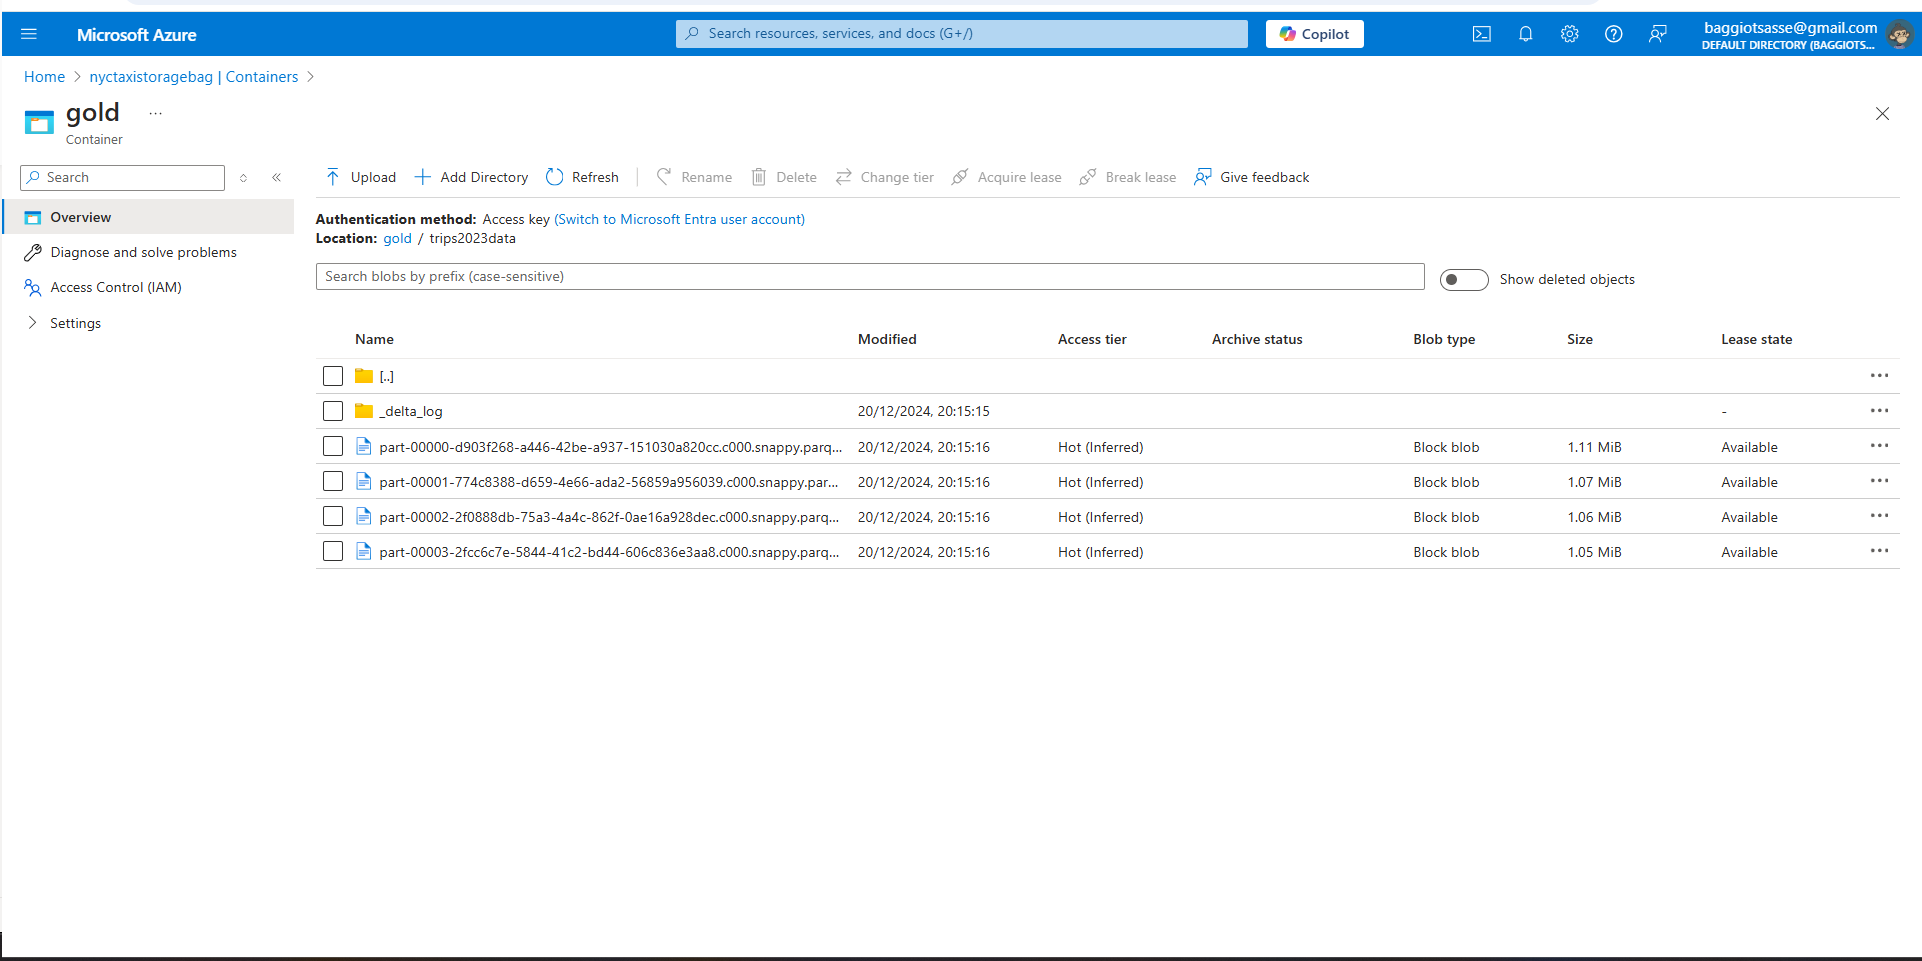 Microsoft Azure
Search resources, services, and docs (G+/)
Copilot
baggiotsasse@gmail.com
DEFAULT DIRECTORY (BAGGIOTS...
Home > nyctaxistoragebag | Containers >
gold ...
Container
Search
Overview
Diagnose and solve problems
Access Control (IAM)
Settings
Upload Add Directory Refresh Rename Delete Change tier Acquire lease Break lease Give feedback
Authentication method: Access key (Switch to Microsoft Entra user account)
Location: gold / trips2023data
Search blobs by prefix (case-sensitive)
Show deleted objects
Name Modified Access tier Archive status Blob type Size Lease state
[..]
_delta_log 20/12/2024, 20:15:15 -
part-00000-d903f268-a446-42be-a937-151030a820cc.c000.snappy.parq... 20/12/2024, 20:15:16 Hot (Inferred) Block blob 1.11 MiB Available
part-00001-774c8388-d659-4e66-ada2-56859a956039.c000.snappy.par... 20/12/2024, 20:15:16 Hot (Inferred) Block blob 1.07 MiB Available
part-00002-2f0888db-75a3-4a4c-862f-0ae16a928dec.c000.snappy.parq... 20/12/2024, 20:15:16 Hot (Inferred) Block blob 1.06 MiB Available
part-00003-2fcc6c7e-5844-41c2-bd44-606c836e3aa8.c000.snappy.parq... 20/12/2024, 20:15:16 Hot (Inferred) Block blob 1.05 MiB Available